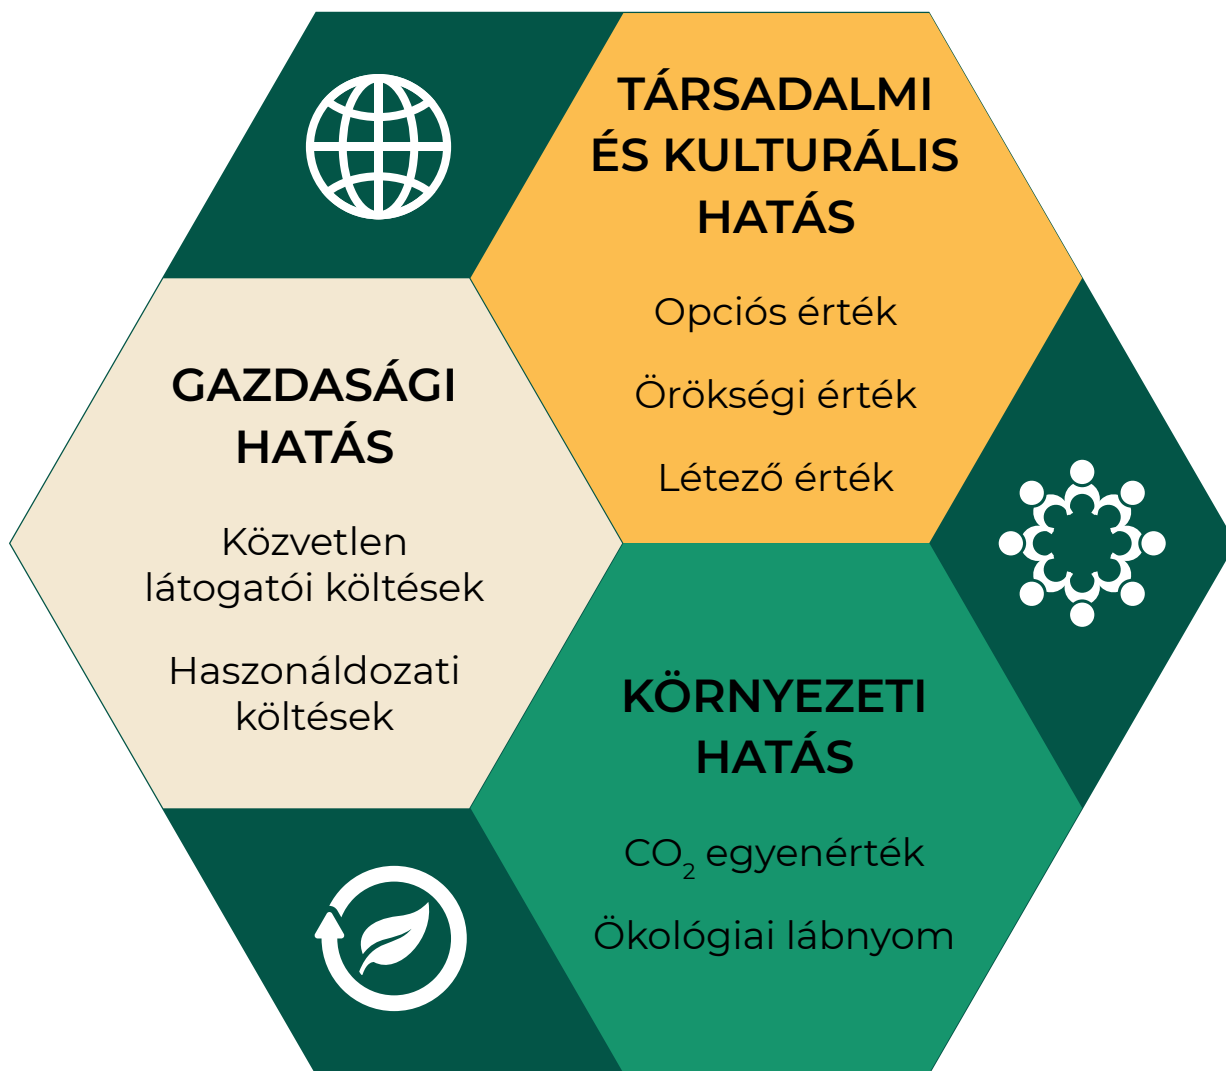 TÁRSADALMI
ÉS KULTURÁLIS
HATÁS
Opciós érték
Örökségi érték
Létező érték
GAZDASÁGI
HATÁS
Közvetlen
látogatói költések
Haszonáldozati
költések
KÖRNYEZETI
HATÁS
CO₂ egyenérték
Ökológiai lábnyom